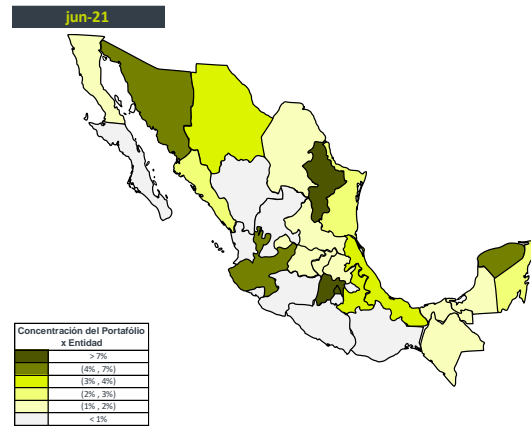 jun-21
Concentración del Portafólio
x Entidad
> 7%
(4% , 7%)
(3% , 4%)
(2% , 3%)
(1% , 2%)
< 1%